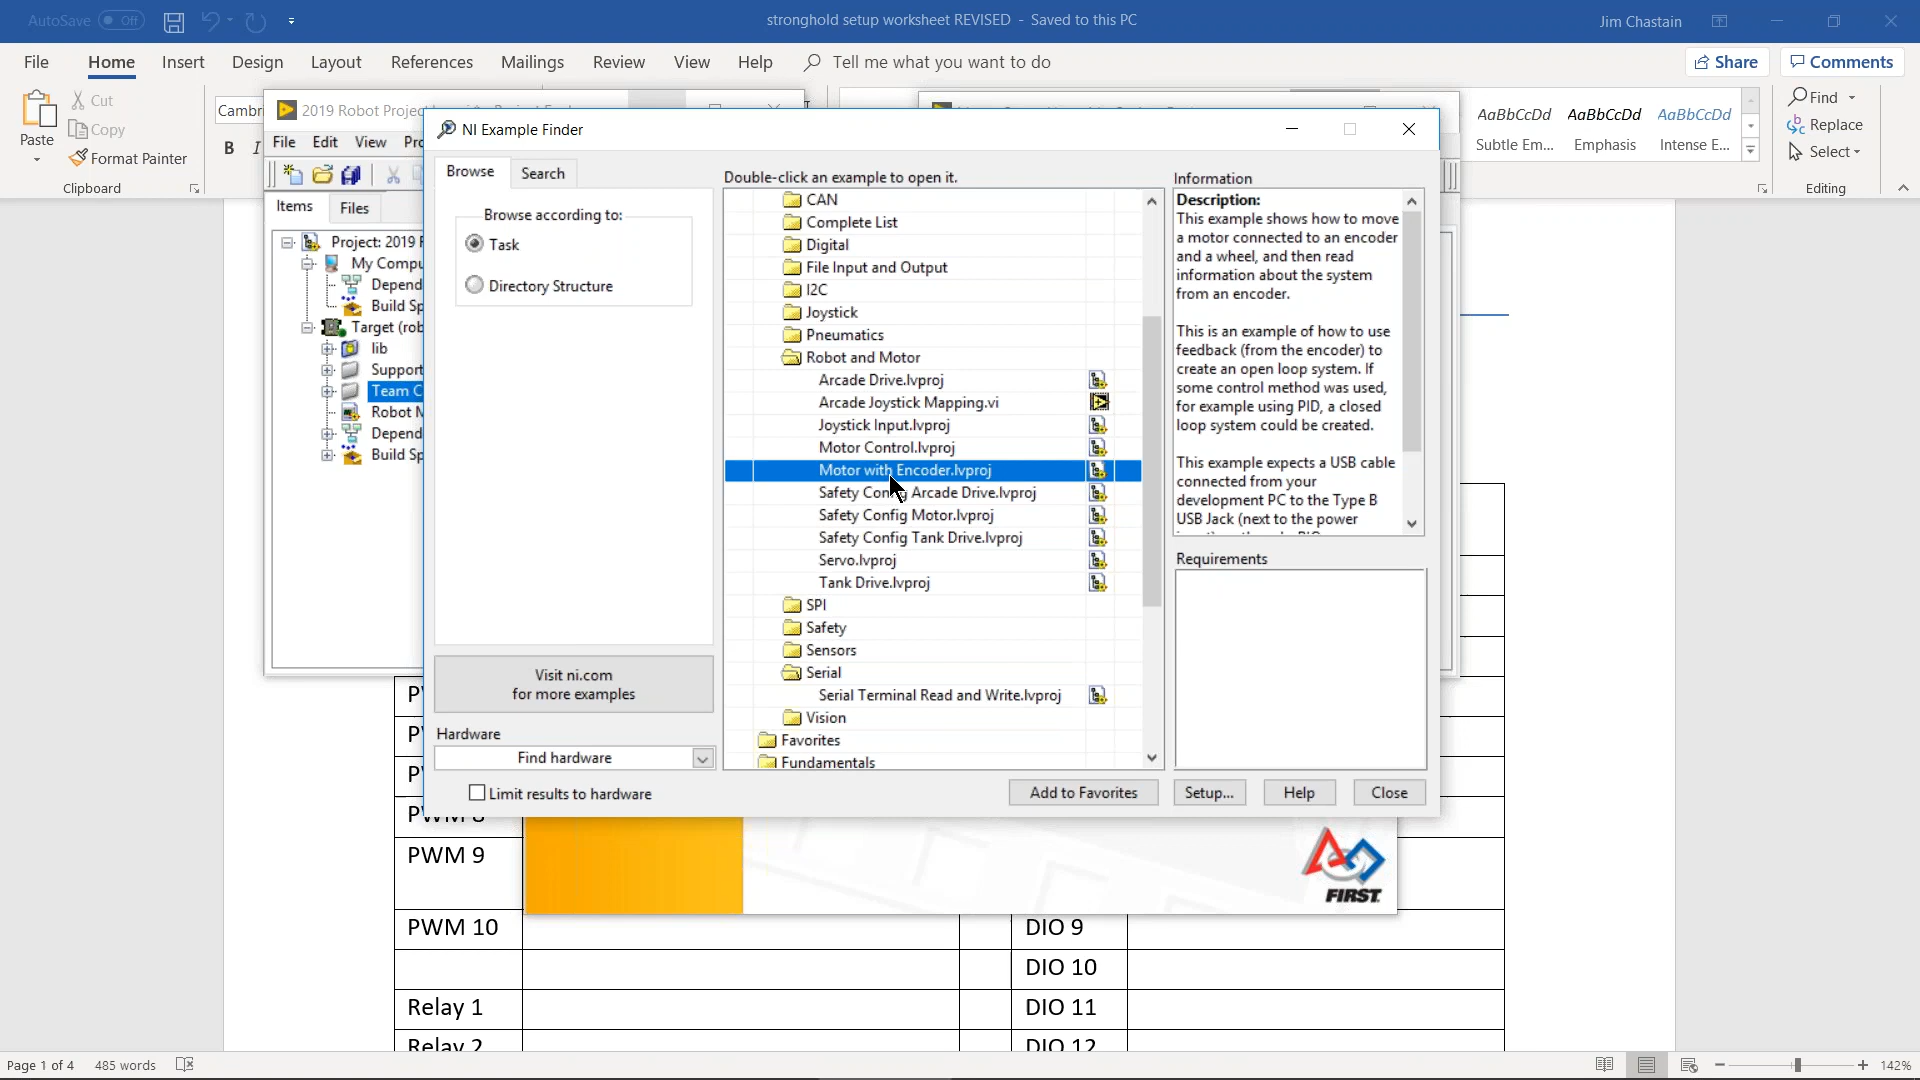 AutoSave Off
stronghold setup worksheet REVISED - Saved to this PC
Jim Chastain
File Home Insert Design Layout References Mailings Review View Help Tell me what you want to do
Share
Comments
Paste
Cut
Copy
Format Painter
Clipboard
Cambri
B I
2019 Robot Project
File Edit View
Items Files
Project: 2019
My Compu
Depend
Build Sp
Target (rob
lib
Support
Team C
Robot M
Depend
Build Sp
NI Example Finder
Browse Search
Browse according to:
Task
Directory Structure
Visit ni.com
for more examples
Hardware
Find hardware
Limit results to hardware
Double-click an example to open it.
CAN
Complete List
Digital
File Input and Output
I2C
Joystick
Pneumatics
Robot and Motor
Arcade Drive.lvproj
Arcade Joystick Mapping.vi
Joystick Input.lvproj
Motor Control.lvproj
Motor with Encoder.lvproj
Safety Config Arcade Drive.lvproj
Safety Config Motor.lvproj
Safety Config Tank Drive.lvproj
Servo.lvproj
Tank Drive.lvproj
SPI
Safety
Sensors
Serial
Serial Terminal Read and Write.lvproj
Vision
Favorites
Fundamentals
Information
Description:
This example shows how to move
a motor connected to an encoder
and a wheel, and then read
information about the system
from an encoder.
This is an example of how to use
feedback (from the encoder) to
create an open loop system. If
some control method was used,
for example using PID, a closed
loop system could be created.
This example expects a USB cable
connected from your
development PC to the Type B
USB Jack (next to the power
Requirements
Add to Favorites Setup... Help Close
AaBbCcDd AaBbCcDd AaBbCcDd
Subtle Em... Emphasis Intense E...
Find
Replace
Select
Editing
FIRST
PWM 8
PWM 9
PWM 10 DIO 9
DIO 10
Relay 1 DIO 11
Relay 2 DIO 12
Page 1 of 4 485 words 142%